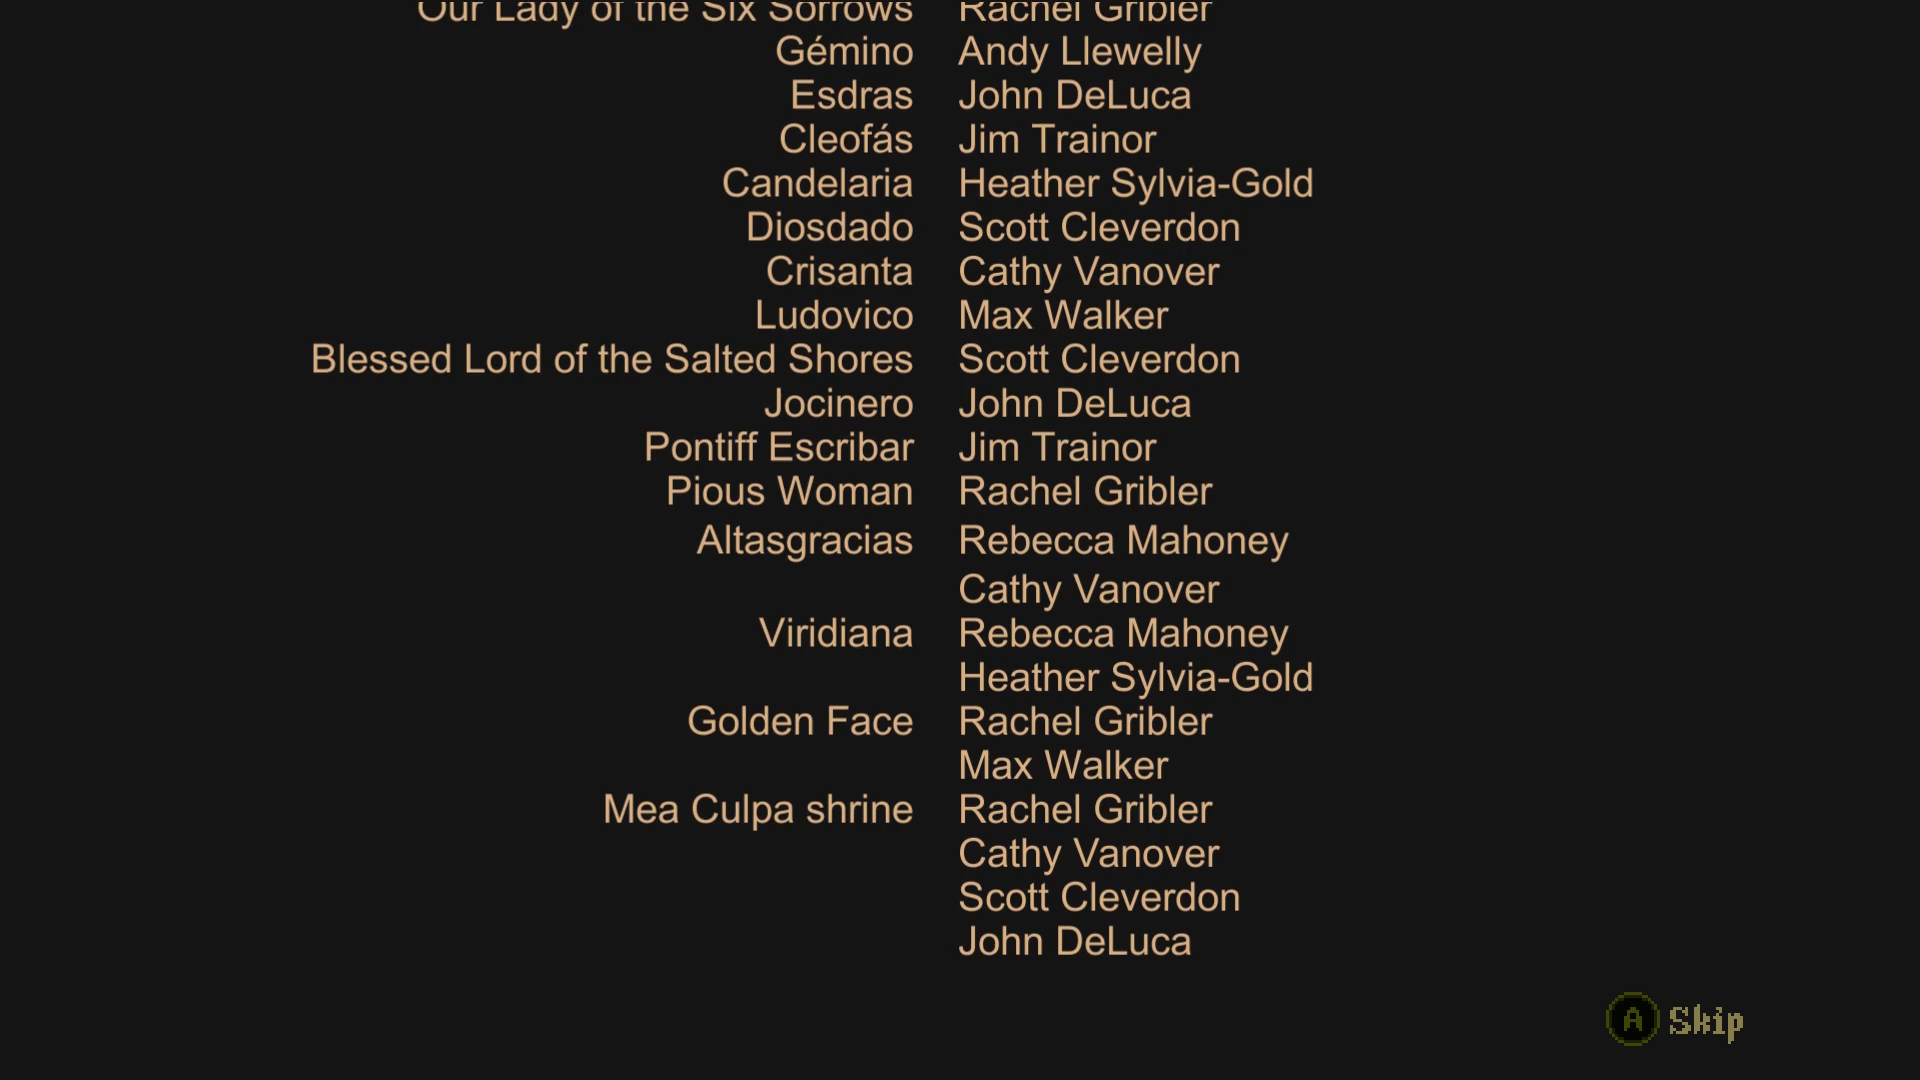 Our Lady of the Six Sorrows Rachel Gribler
Gémino Andy Llewelly
Esdras John DeLuca
Cleofás Jim Trainor
Candelaria Heather Sylvia-Gold
Diosdado Scott Cleverdon
Crisanta Cathy Vanover
Ludovico Max Walker
Blessed Lord of the Salted Shores Scott Cleverdon
Jocinero John DeLuca
Pontiff Escribar Jim Trainor
Pious Woman Rachel Gribler
Altasgracias Rebecca Mahoney
Cathy Vanover
Viridiana Rebecca Mahoney
Heather Sylvia-Gold
Golden Face Rachel Gribler
Max Walker
Mea Culpa shrine Rachel Gribler
Cathy Vanover
Scott Cleverdon
John DeLuca
A Skip